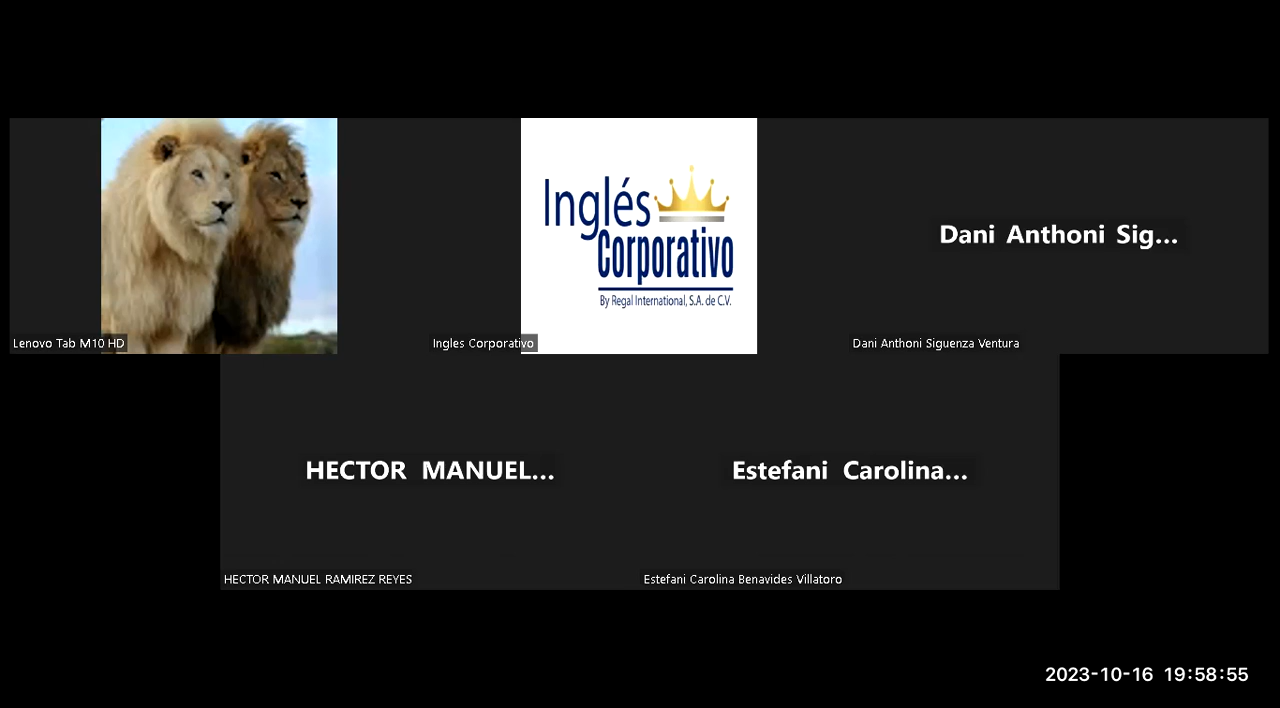 Inglés
Corporativo
By Regal International, S.A. de C.V.
Dani Anthoni Sig...
Lenovo Tab M10 HD
Ingles Corporativo
Dani Anthoni Siguenza Ventura
HECTOR MANUEL...
Estefani Carolina...
HECTOR MANUEL RAMIREZ REYES
Estefani Carolina Benavides Villatoro
2023-10-16 19:58:55